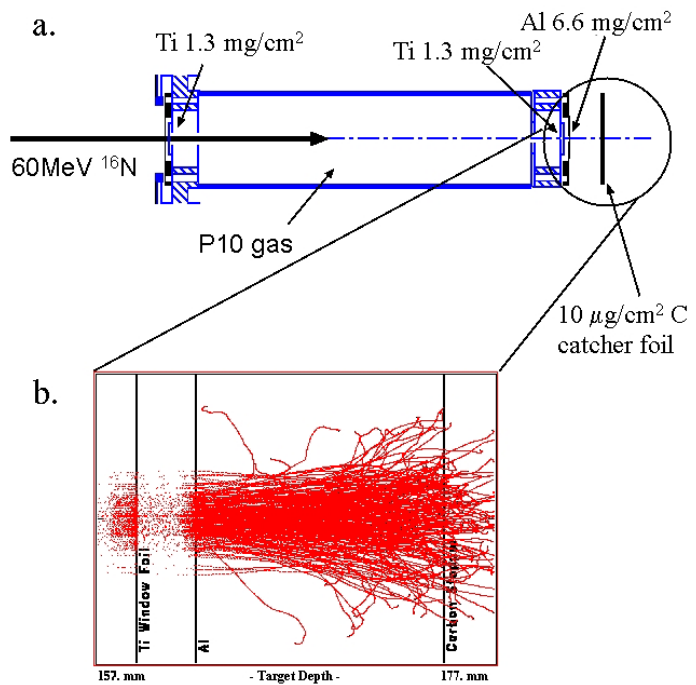 a.
Ti 1.3 mg/cm²
Al 6.6 mg/cm²
Ti 1.3 mg/cm²
60MeV ¹⁶N
P10 gas
10 μg/cm² C
catcher foil
b.
Ti Window Foil
Al
Carbon
157. mm
- Target Depth -
177. mm